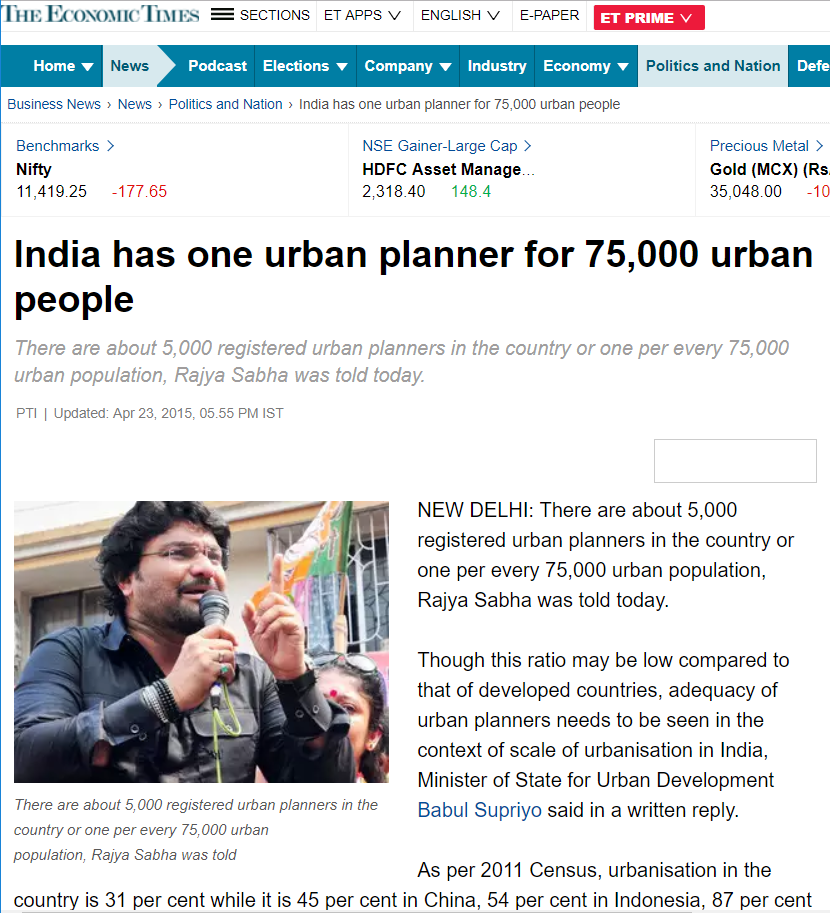 THE ECONOMIC TIMES SECTIONS ET APPS ENGLISH E-PAPER ET PRIME
Home News Podcast Elections Company Industry Economy Politics and Nation Defe
Business News › News › Politics and Nation › India has one urban planner for 75,000 urban people
Benchmarks NSE Gainer-Large Cap Precious Metal
Nifty HDFC Asset Manage... Gold (MCX) (Rs.
11,419.25 -177.65 2,318.40 148.4 35,048.00 -10
India has one urban planner for 75,000 urban
people
There are about 5,000 registered urban planners in the country or one per every 75,000
urban population, Rajya Sabha was told today.
PTI | Updated: Apr 23, 2015, 05.55 PM IST
NEW DELHI: There are about 5,000
registered urban planners in the country or
one per every 75,000 urban population,
Rajya Sabha was told today.
Though this ratio may be low compared to
that of developed countries, adequacy of
urban planners needs to be seen in the
context of scale of urbanisation in India,
Minister of State for Urban Development
Babul Supriyo said in a written reply.
There are about 5,000 registered urban planners in the
country or one per every 75,000 urban
population, Rajya Sabha was told
As per 2011 Census, urbanisation in the
country is 31 per cent while it is 45 per cent in China, 54 per cent in Indonesia, 87 per cent